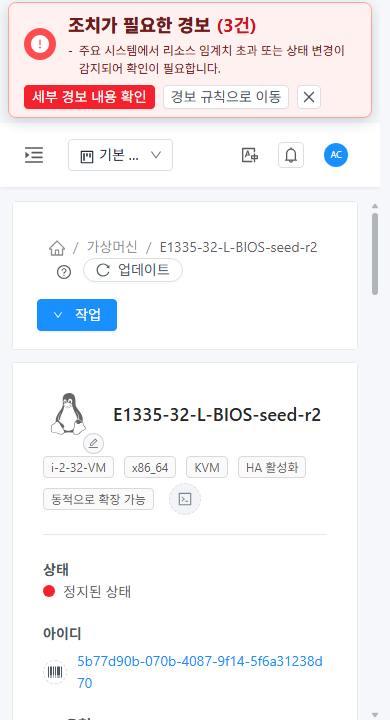 조치가 필요한 경보 (3건)
- 주요 시스템에서 리소스 임계치 초과 또는 상태 변경이
감지되어 확인이 필요합니다.
세부 경보 내용 확인 경보 규칙으로 이동
기본 ... AC
/ 가상머신 / E1335-32-L-BIOS-seed-r2
업데이트
작업
E1335-32-L-BIOS-seed-r2
i-2-32-VM x86_64 KVM HA 활성화
동적으로 확장 가능
상태
정지된 상태
아이디
5b77d90b-070b-4087-9f14-5f6a31238d
70